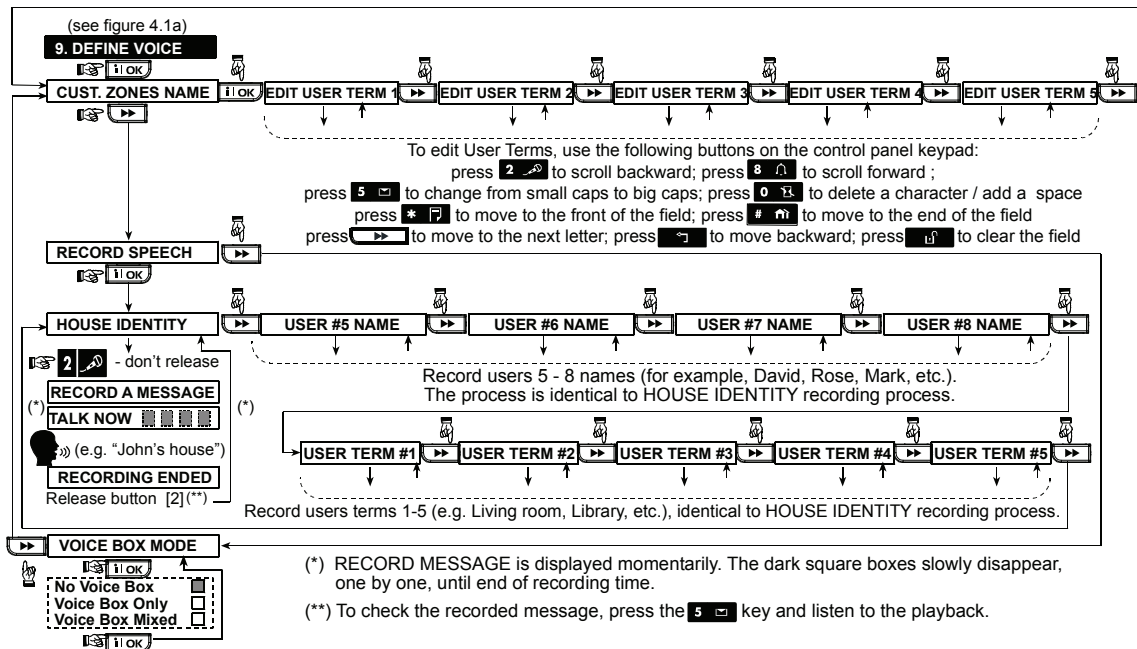 (see figure 4.1a)
9. DEFINE VOICE
i OK
CUST. ZONES NAME i OK EDIT USER TERM 1 EDIT USER TERM 2 EDIT USER TERM 3 EDIT USER TERM 4 EDIT USER TERM 5
To edit User Terms, use the following buttons on the control panel keypad:
press 2 to scroll backward; press 8 to scroll forward ;
press 5 to change from small caps to big caps; press 0 to delete a character / add a space
press * to move to the front of the field; press # to move to the end of the field
press to move to the next letter; press to move backward; press to clear the field
RECORD SPEECH
i OK
HOUSE IDENTITY USER #5 NAME USER #6 NAME USER #7 NAME USER #8 NAME
2 - don't release
Record users 5 - 8 names (for example, David, Rose, Mark, etc.).
The process is identical to HOUSE IDENTITY recording process.
RECORD A MESSAGE
(*) TALK NOW (*)
(e.g. “John’s house”)
RECORDING ENDED
Release button [2] (**)
USER TERM #1 USER TERM #2 USER TERM #3 USER TERM #4 USER TERM #5
Record users terms 1-5 (e.g. Living room, Library, etc.), identical to HOUSE IDENTITY recording process.
VOICE BOX MODE
i OK
No Voice Box
Voice Box Only
Voice Box Mixed
i OK
(*) RECORD MESSAGE is displayed momentarily. The dark square boxes slowly disappear,
one by one, until end of recording time.
(**) To check the recorded message, press the 5 key and listen to the playback.